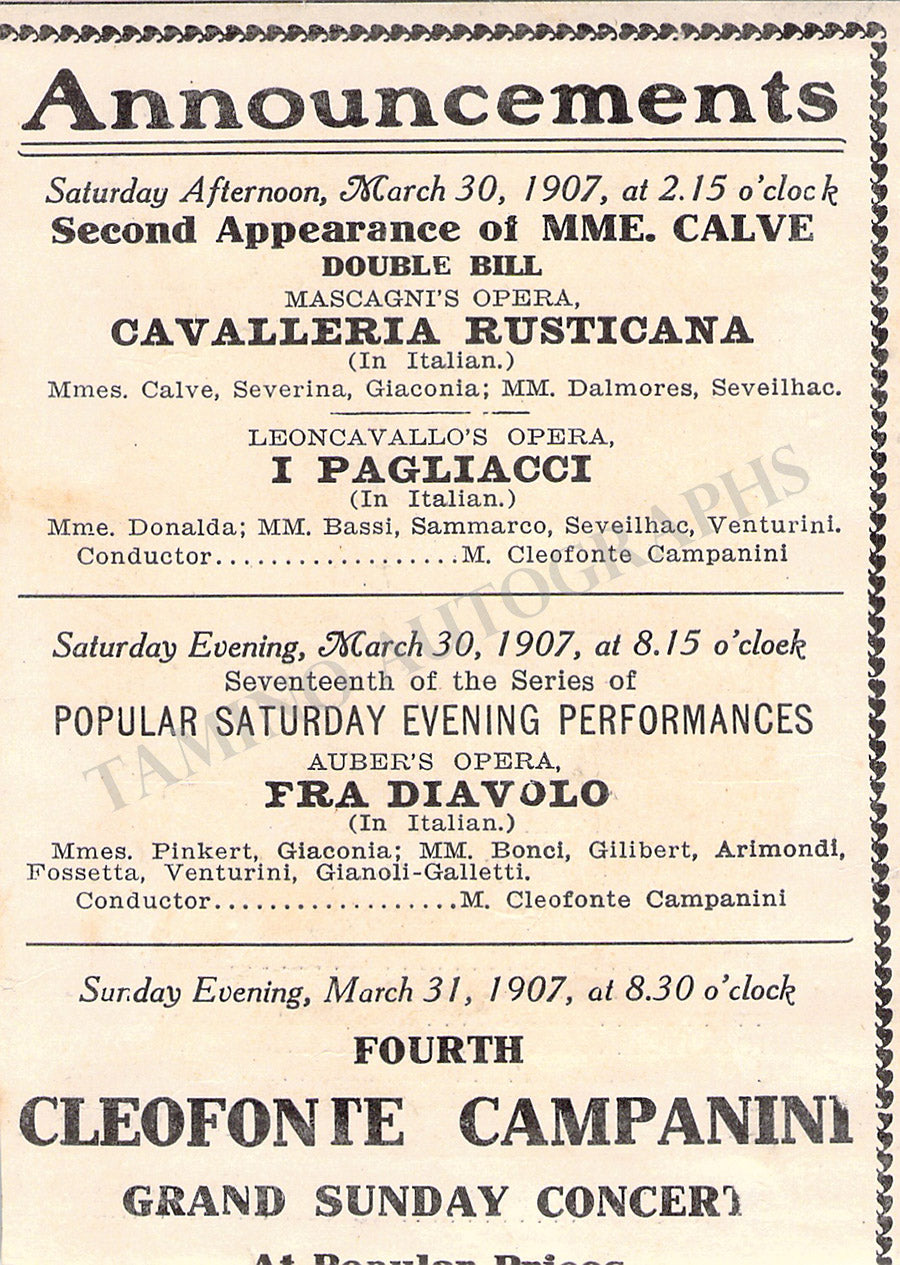 Announcements
Saturday Afternoon, March 30, 1907, at 2.15 o'clock
Second Appearance of MME. CALVE
DOUBLE BILL
MASCAGNI'S OPERA,
CAVALLERIA RUSTICANA
(In Italian.)
Mmes. Calve, Severina, Giaconia; MM. Dalmores, Seveilhac.
LEONCAVALLO'S OPERA,
I PAGLIACCI
(In Italian.)
Mme. Donalda; MM. Bassi, Sammarco, Seveilhac, Venturini.
Conductor..................M. Cleofonte Campanini
Saturday Evening, March 30, 1907, at 8.15 o'cloek
Seventeenth of the Series of
POPULAR SATURDAY EVENING PERFORMANCES
AUBER'S OPERA,
FRA DIAVOLO
(In Italian.)
Mmes. Pinkert, Giaconia; MM. Bonci, Gilibert, Arimondi,
Fossetta, Venturini, Gianoli-Galletti.
Conductor..................M. Cleofonte Campanini
Sunday Evening, March 31, 1907, at 8.30 o'clock
FOURTH
CLEOFONTE CAMPANINI
GRAND SUNDAY CONCERT
At Popular Prices
TAMINO AUTOGRAPHS